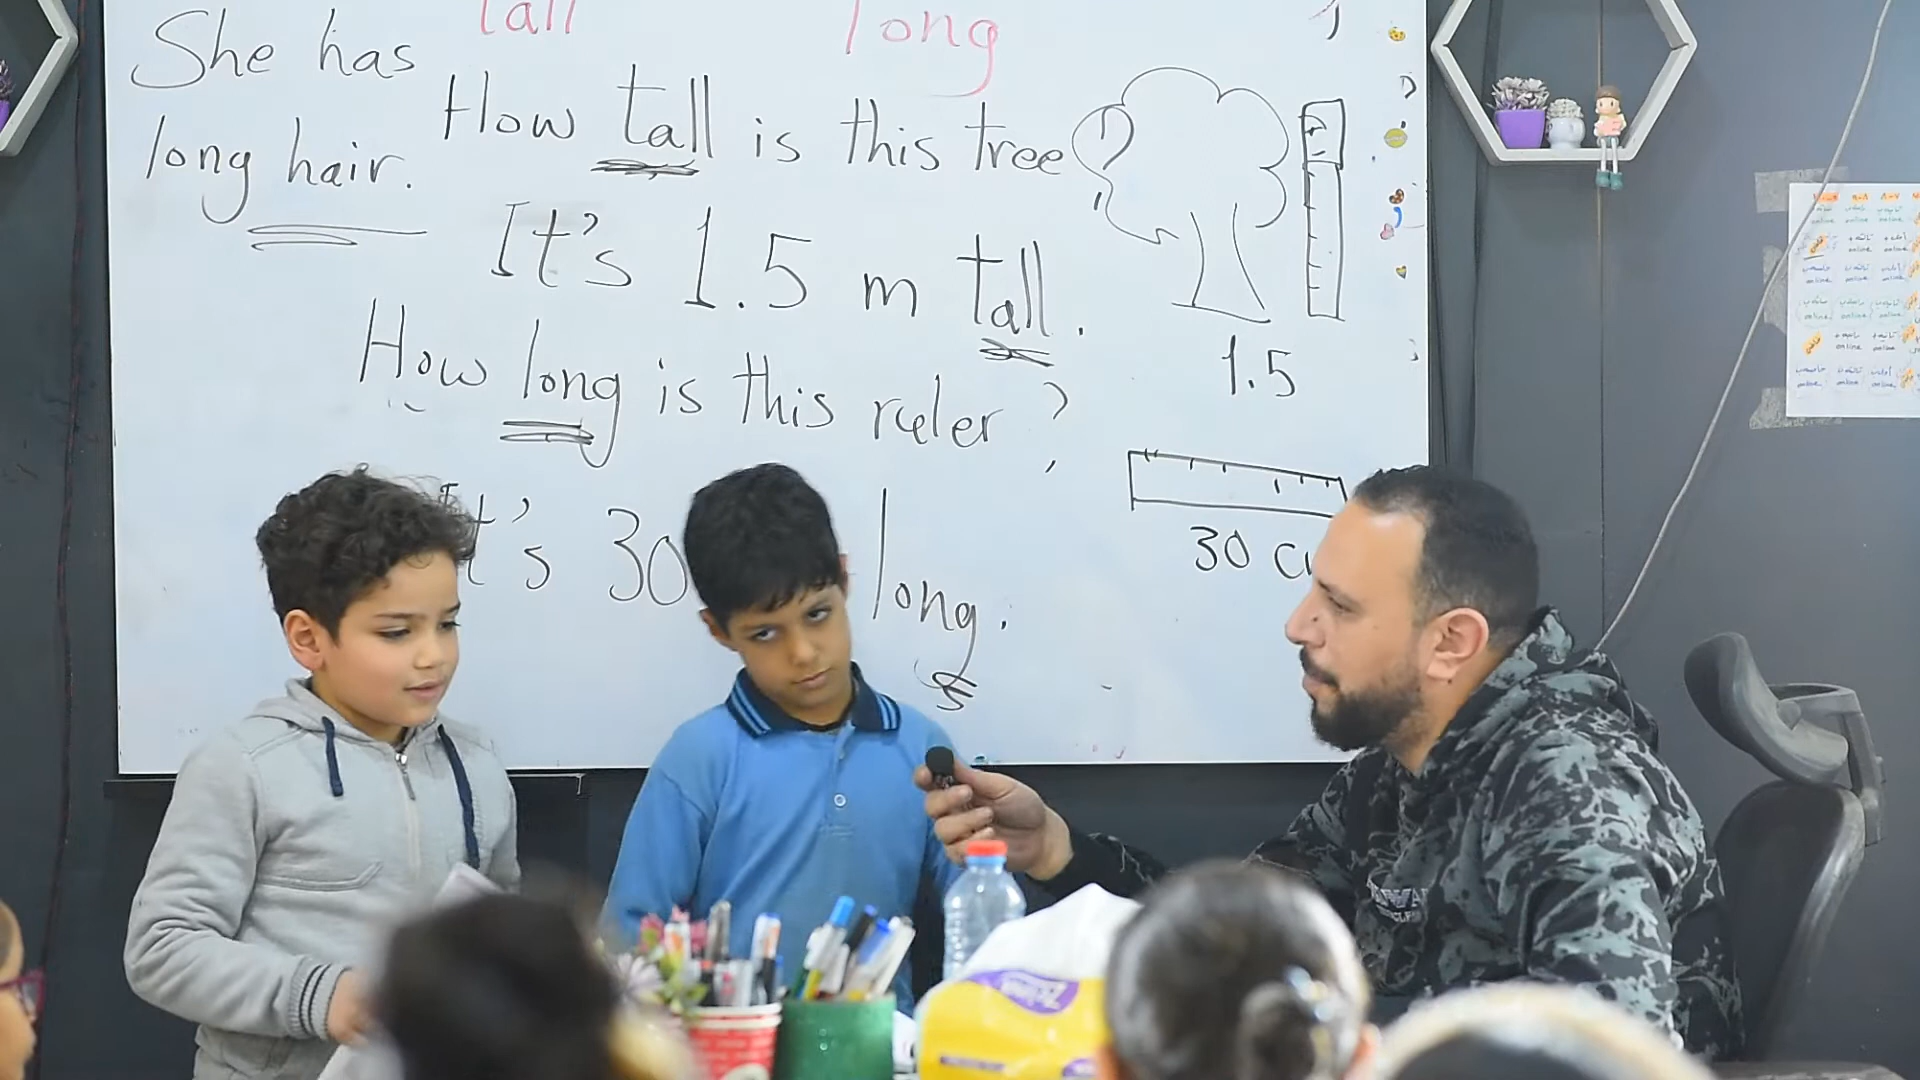 tall long
She has
long hair.
How tall is this tree?
It's 1.5 m tall.
1.5
How long is this ruler?
30
It's 30 long.